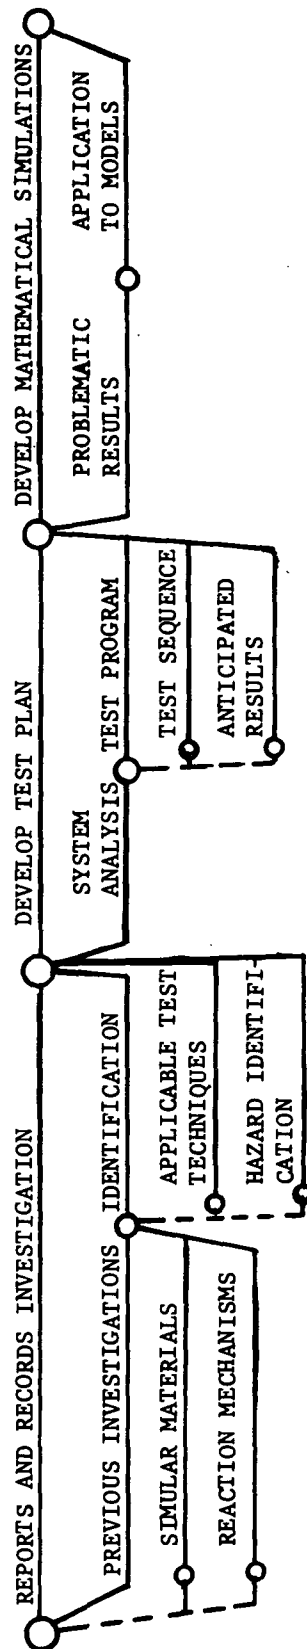 REPORTS AND RECORDS INVESTIGATION
DEVELOP TEST PLAN
DEVELOP MATHEMATICAL SIMULATIONS
PREVIOUS INVESTIGATIONS
IDENTIFICATION
SYSTEM
ANALYSIS
TEST PROGRAM
PROBLEMATIC
RESULTS
APPLICATION
TO MODELS
SIMULAR MATERIALS
REACTION MECHANISMS
APPLICABLE TEST
TECHNIQUES
HAZARD IDENTIFI-
CATION
TEST SEQUENCE
ANTICIPATED
RESULTS